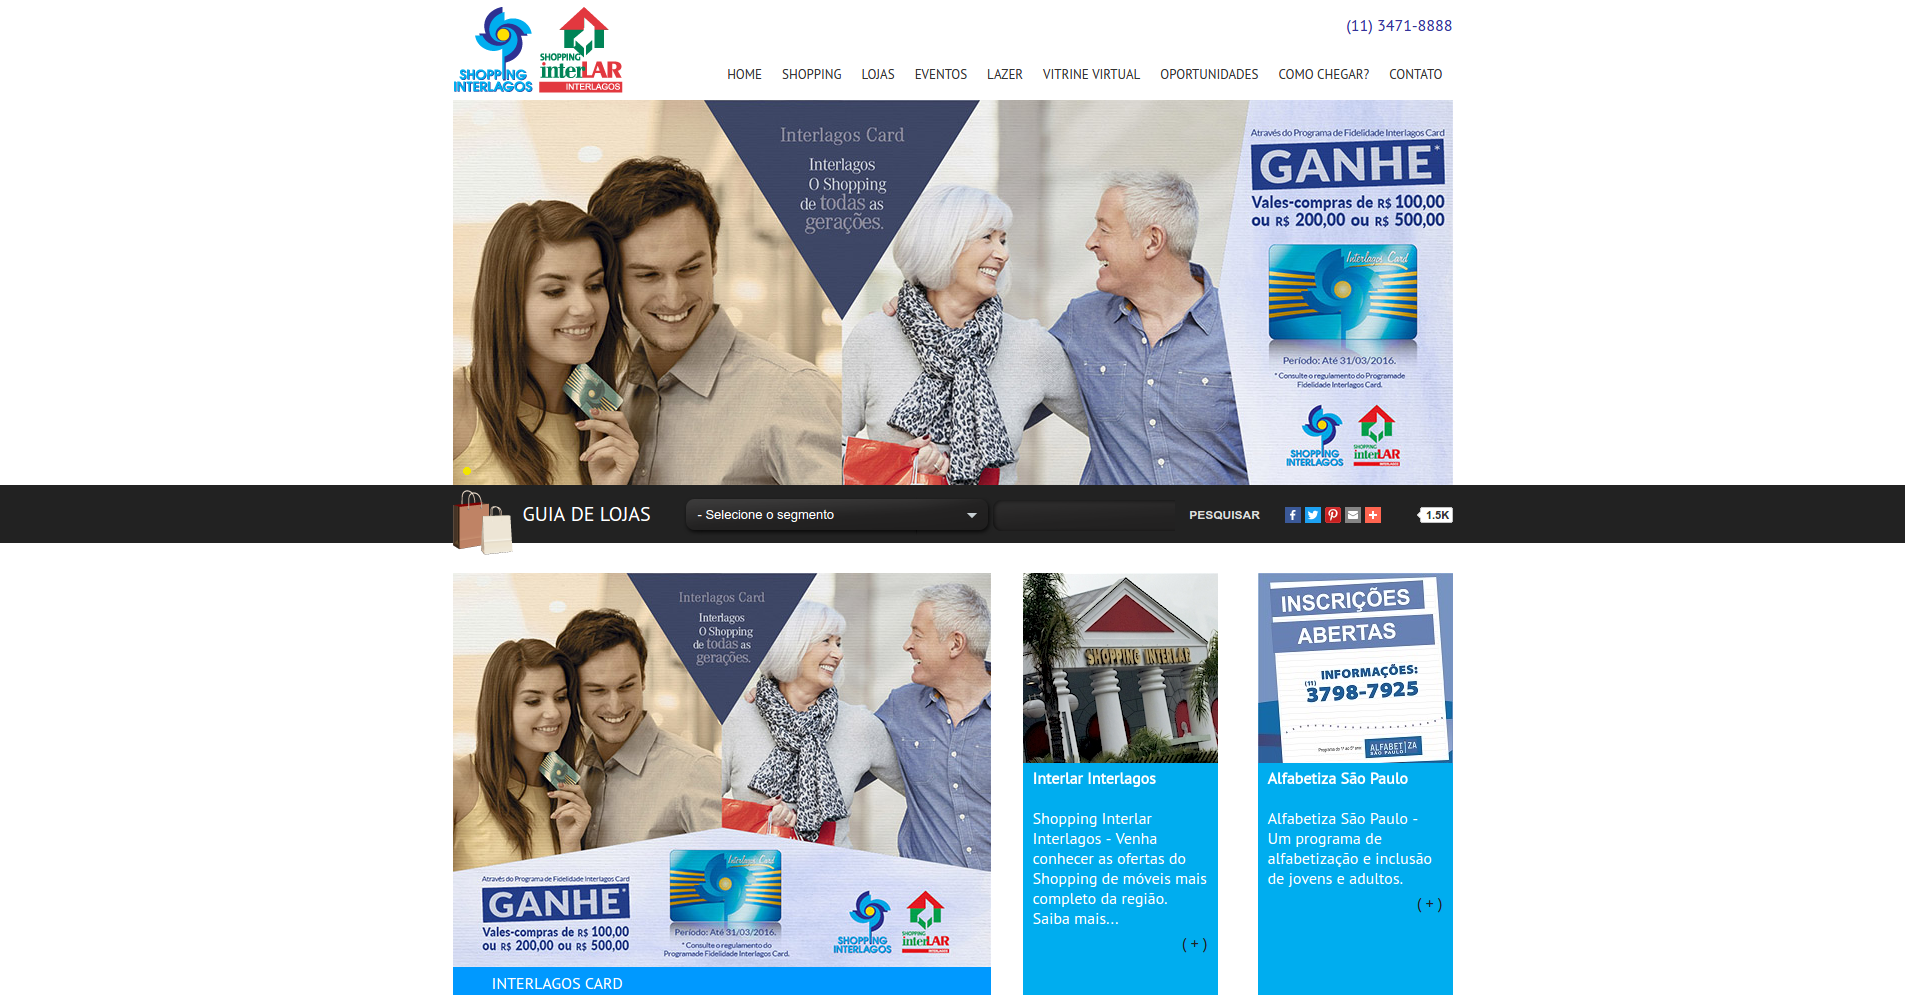 SHOPPING
INTERLAGOS
SHOPPING
interLAR
INTERLAGOS
(11) 3471-8888
HOME SHOPPING LOJAS EVENTOS LAZER VITRINE VIRTUAL OPORTUNIDADES COMO CHEGAR? CONTATO
Interlagos Card
Interlagos
O Shopping
de todas as
gerações.
Através do Programa de Fidelidade Interlagos Card
GANHE*
Vales-compras de R$ 100,00
ou R$ 200,00 ou R$ 500,00
Interlagos Card
Período: Até 31/03/2016.
* Consulte o regulamento do Programade
Fidelidade Interlagos Card.
SHOPPING
INTERLAGOS
SHOPPING
interLAR
INTERLAGOS
GUIA DE LOJAS
- Selecione o segmento
PESQUISAR
1.5K
Interlagos Card
Interlagos
O Shopping
de todas as
gerações.
Através do Programa de Fidelidade Interlagos Card
GANHE*
Vales-compras de R$ 100,00
ou R$ 200,00 ou R$ 500,00
Interlagos Card
Período: Até 31/03/2016.
* Consulte o regulamento do
Programade Fidelidade Interlagos Card.
SHOPPING
INTERLAGOS
SHOPPING
interLAR
INTERLAGOS CARD
SHOPPING INTERLAR
Interlar Interlagos
Shopping Interlar
Interlagos - Venha
conhecer as ofertas do
Shopping de móveis mais
completo da região.
Saiba mais...
( + )
INSCRIÇÕES
ABERTAS
INFORMAÇÕES:
(11) 3798-7925
Programa do 1º ao 5º ano
ALFABETIZA
SÃO PAULO
Alfabetiza São Paulo
Alfabetiza São Paulo -
Um programa de
alfabetização e inclusão
de jovens e adultos.
( + )